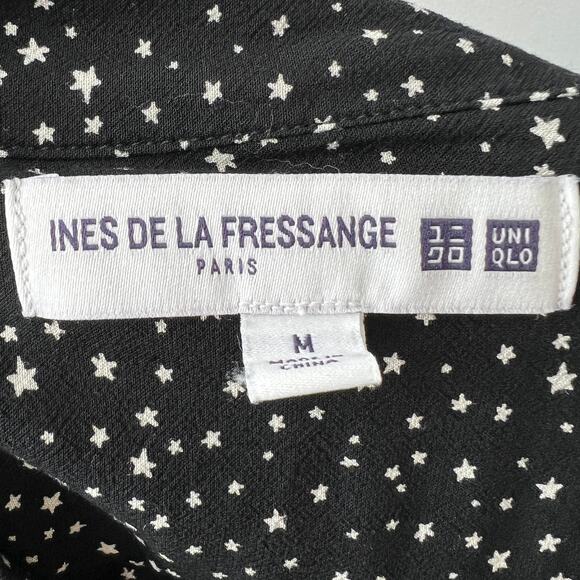 INES DE LA FRESSANGE
PARIS
ユニ
クロ
UNI
QLO
M
MADE IN
CHINA